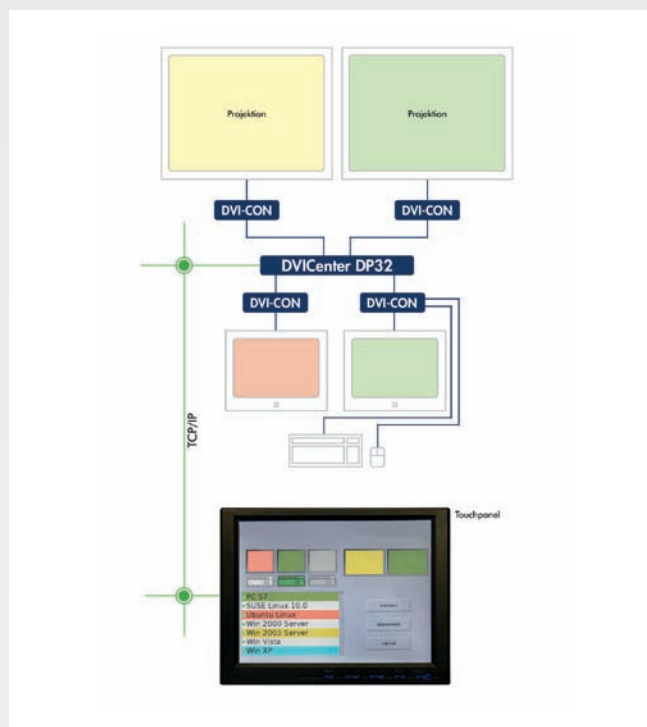 Projektion
Projektion
DVI-CON
DVI-CON
DVICenter DP32
DVI-CON
DVI-CON
TCP/IP
Touchpanel
PC S7
SUSE Linux 10.0
Ubuntu Linux
Win 2000 Server
Win 2003 Server
Win Vista
Win XP